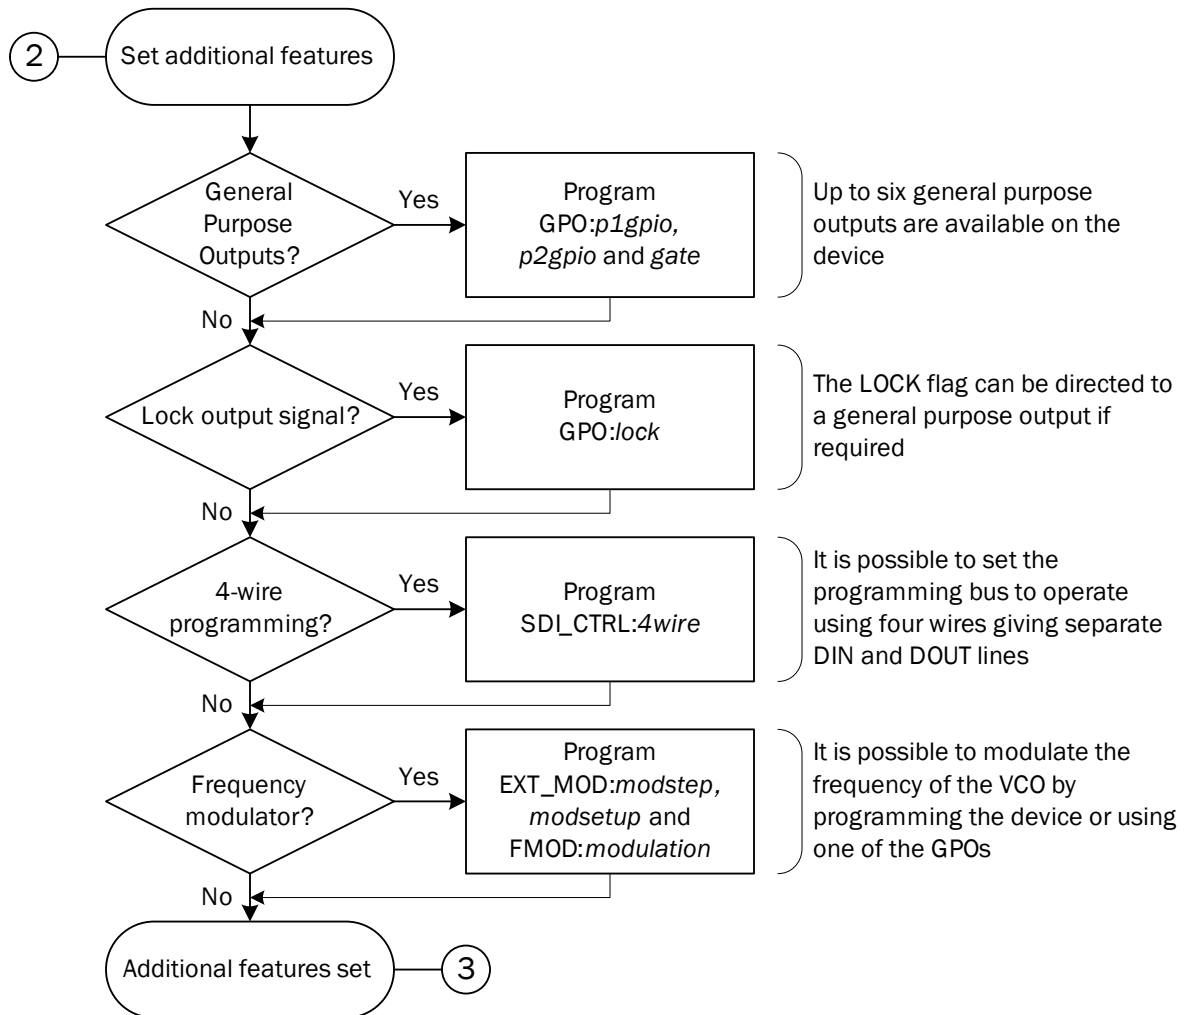 2
Set additional features
General
Purpose
Outputs?
Yes
Program
GPO:p1gpio,
p2gpio and gate
Up to six general purpose
outputs are available on the
device
No
Lock output signal?
Yes
Program
GPO:lock
The LOCK flag can be directed to
a general purpose output if
required
No
4-wire
programming?
Yes
Program
SDI_CTRL:4wire
It is possible to set the
programming bus to operate
using four wires giving separate
DIN and DOUT lines
No
Frequency
modulator?
Yes
Program
EXT_MOD:modstep,
modsetup and
FMOD:modulation
It is possible to modulate the
frequency of the VCO by
programming the device or using
one of the GPOs
No
Additional features set
3